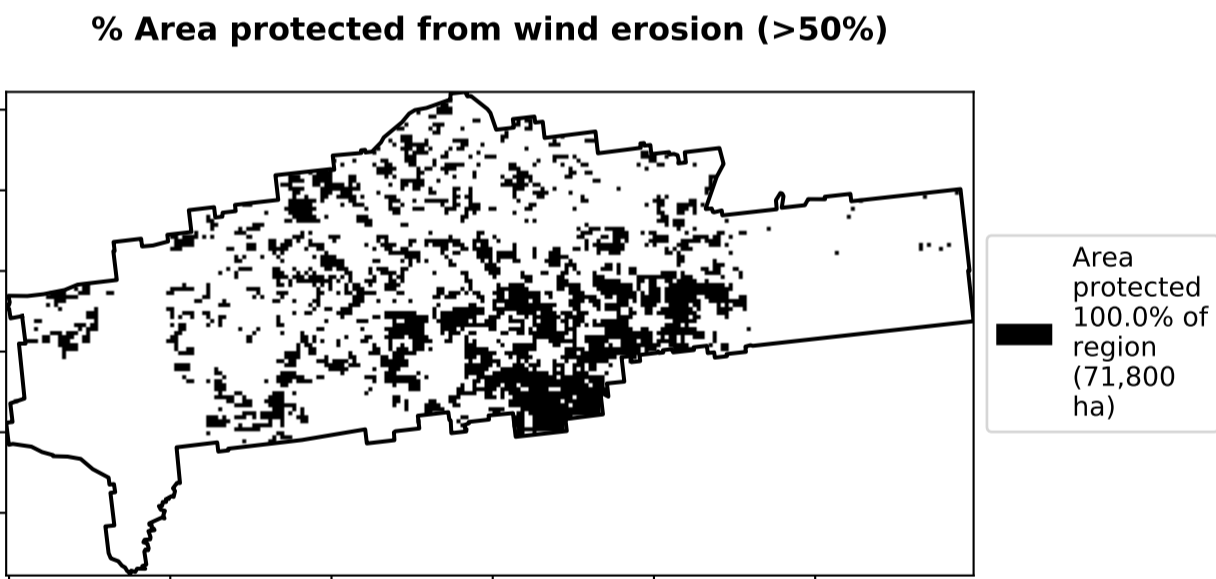 % Area protected from wind erosion (>50%)
Area
protected
100.0% of
region
(71,800
ha)